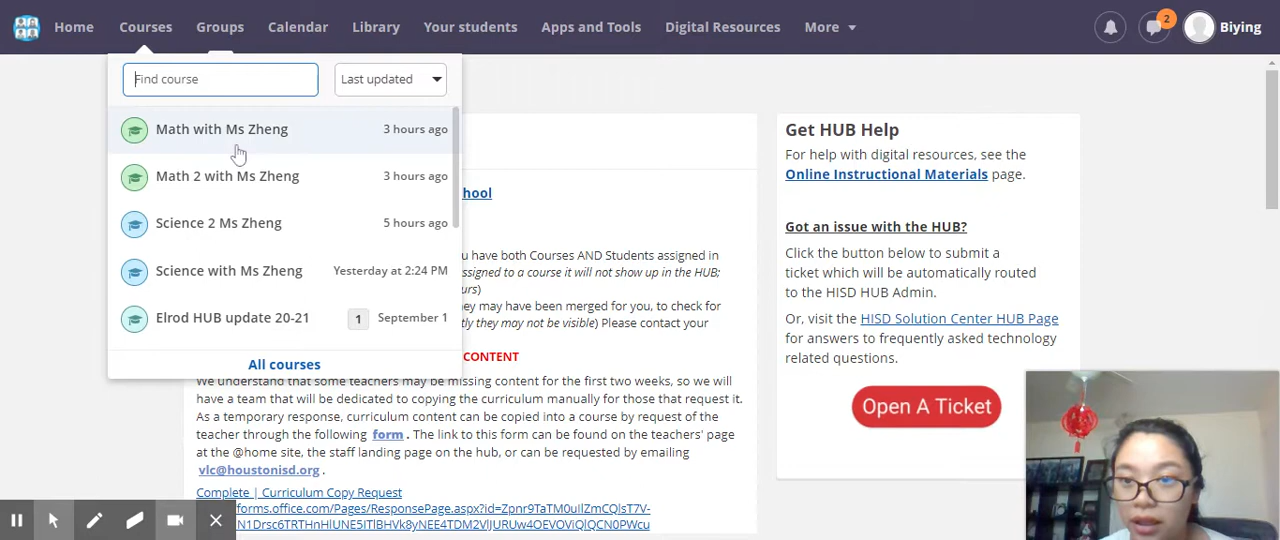 Home Courses Groups Calendar Library Your students Apps and Tools Digital Resources More 2 Biying
Find course Last updated
Math with Ms Zheng 3 hours ago
Math 2 with Ms Zheng 3 hours ago
Science 2 Ms Zheng 5 hours ago
Science with Ms Zheng Yesterday at 2:24 PM
Elrod HUB update 20-21 1 September 1
All courses
hool
u have both Courses AND Students assigned in
assigned to a course it will not show up in the HUB;
urs)
hey may have been merged for you, to check for
tly they may not be visible) Please contact your
CONTENT
We understand that some teachers may be missing content for the first two weeks, so we will
have a team that will be dedicated to copying the curriculum manually for those that request it.
As a temporary response, curriculum content can be copied into a course by request of the
teacher through the following form . The link to this form can be found on the teachers' page
at the @home site, the staff landing page on the hub, or can be requested by emailing
vlc@houstonisd.org .
Complete | Curriculum Copy Request
forms.office.com/Pages/ResponsePage.aspx?id=Zpnr9TaTM0ullZmCQlsT7V-
Get HUB Help
For help with digital resources, see the
Online Instructional Materials page.
Got an issue with the HUB?
Click the button below to submit a
ticket which will be automatically routed
to the HISD HUB Admin.
Or, visit the HISD Solution Center HUB Page
for answers to frequently asked technology
related questions.
Open A Ticket